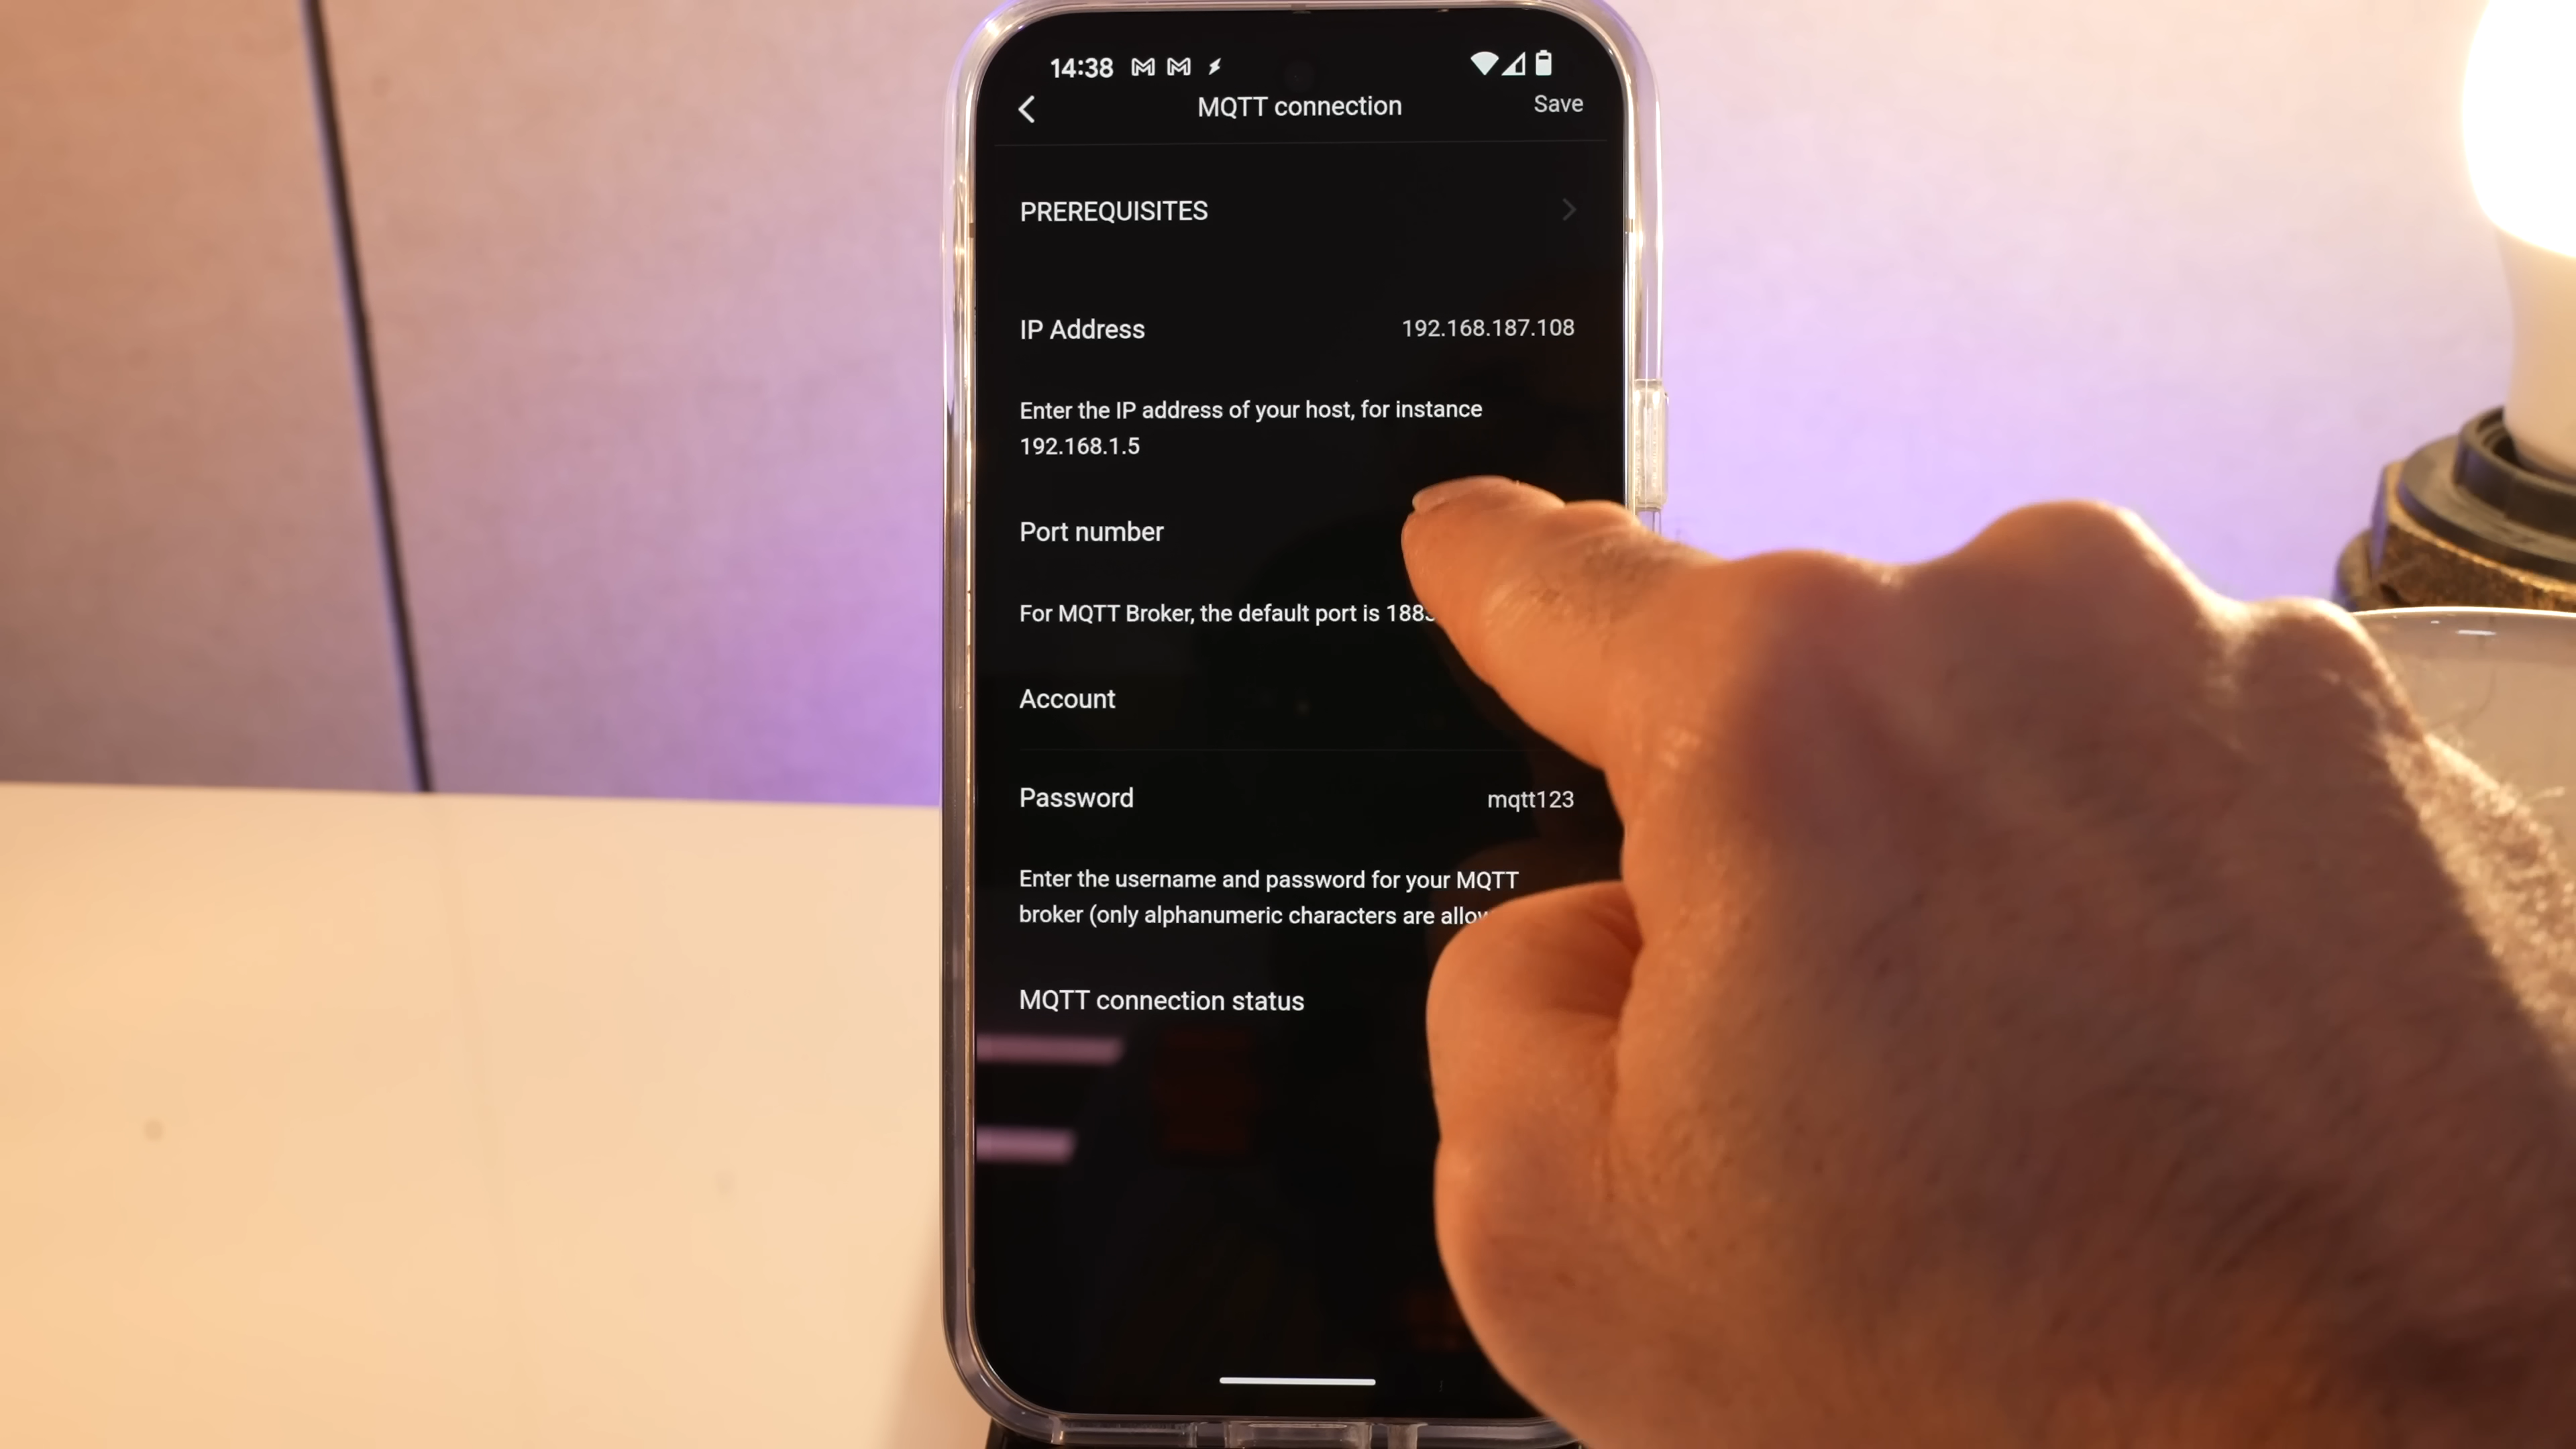 14:38
MQTT connection
Save
PREREQUISITES
IP Address
192.168.187.108
Enter the IP address of your host, for instance
192.168.1.5
Port number
For MQTT Broker, the default port is
Account
Password
mqtt123
Enter the username and password for your MQTT
broker (only alphanumeric characters are
MQTT connection status